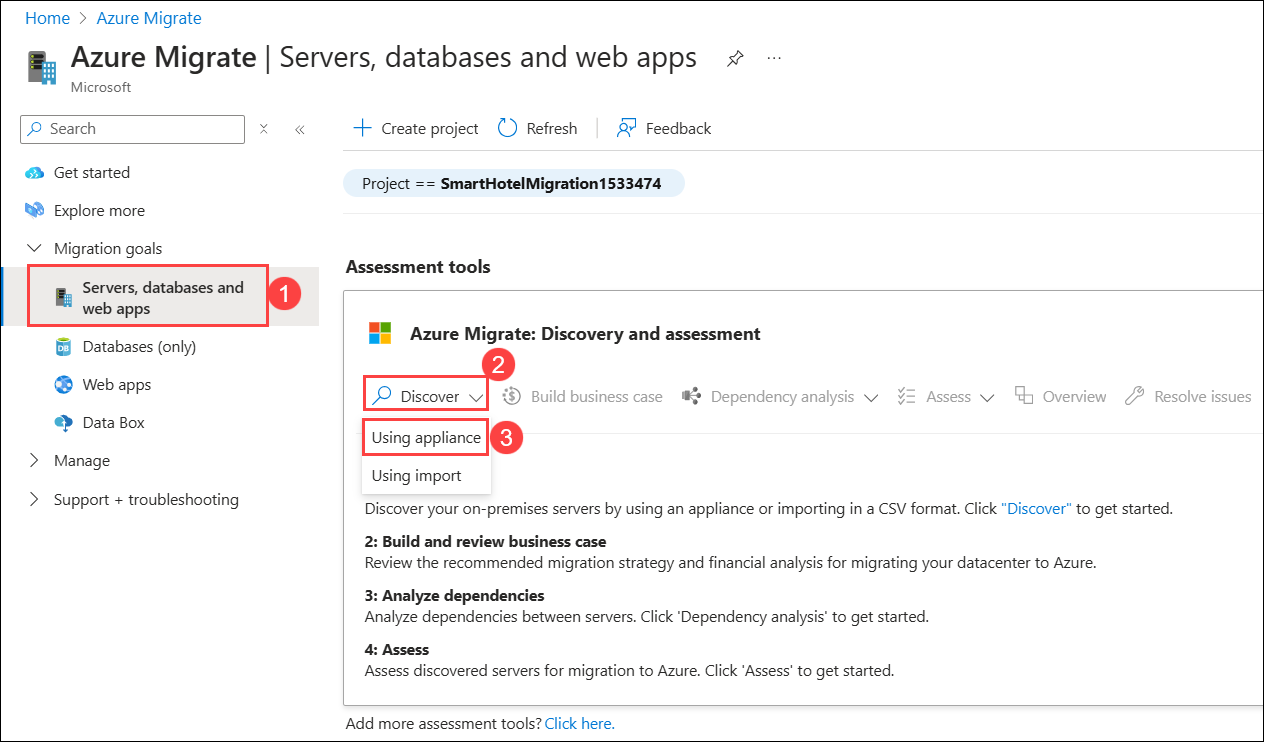 Home > Azure Migrate
Azure Migrate | Servers, databases and web apps
...
Microsoft
Search
Create project
Refresh
Feedback
Get started
Explore more
Migration goals
Servers, databases and
web apps
1
Databases (only)
Web apps
Data Box
Manage
Support + troubleshooting
Project == SmartHotelMigration1533474
Assessment tools
Azure Migrate: Discovery and assessment
2
Discover
Build business case
Dependency analysis
Assess
Overview
Resolve issues
Using appliance
3
Using import
Discover your on-premises servers by using an appliance or importing in a CSV format. Click "Discover" to get started.
2: Build and review business case
Review the recommended migration strategy and financial analysis for migrating your datacenter to Azure.
3: Analyze dependencies
Analyze dependencies between servers. Click 'Dependency analysis' to get started.
4: Assess
Assess discovered servers for migration to Azure. Click 'Assess' to get started.
Add more assessment tools? Click here.